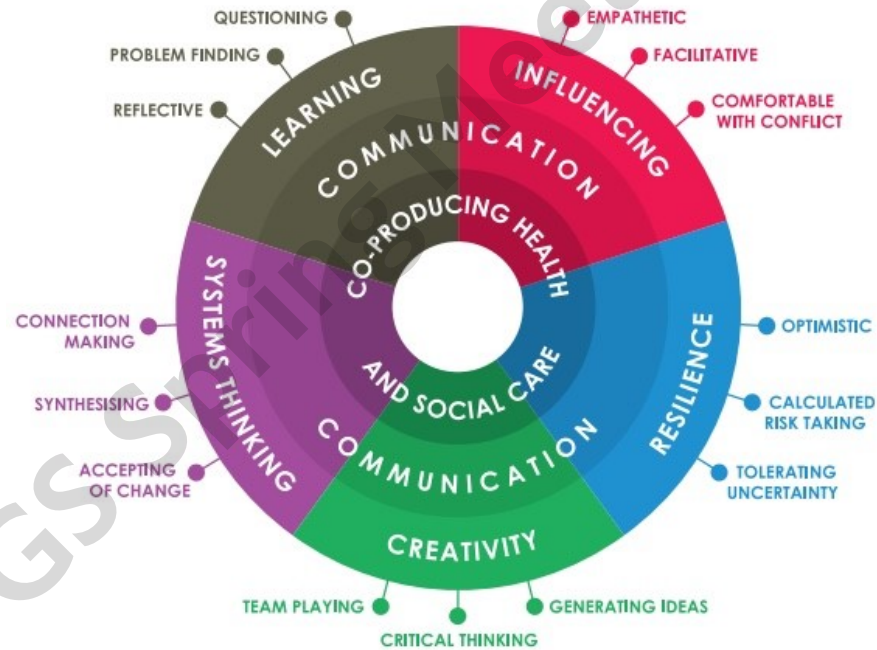 QUESTIONING
PROBLEM FINDING
REFLECTIVE
EMPATHETIC
FACILITATIVE
COMFORTABLE
WITH CONFLICT
LEARNING
INFLUENCING
COMMUNICATION
CO-PRODUCING HEALTH
AND SOCIAL CARE
COMMUNICATION
SYSTEMS THINKING
RESILIENCE
CREATIVITY
CONNECTION
MAKING
SYNTHESISING
ACCEPTING
OF CHANGE
OPTIMISTIC
CALCULATED
RISK TAKING
TOLERATING
UNCERTAINTY
TEAM PLAYING
CRITICAL THINKING
GENERATING IDEAS
GS Spring